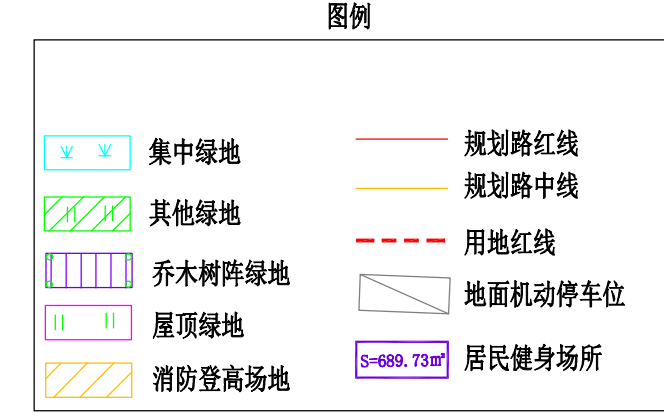 图例
集中绿地
其他绿地
乔木树阵绿地
屋顶绿地
消防登高场地
规划路红线
规划路中线
用地红线
地面机动停车位
S=689.73㎡ 居民健身场所